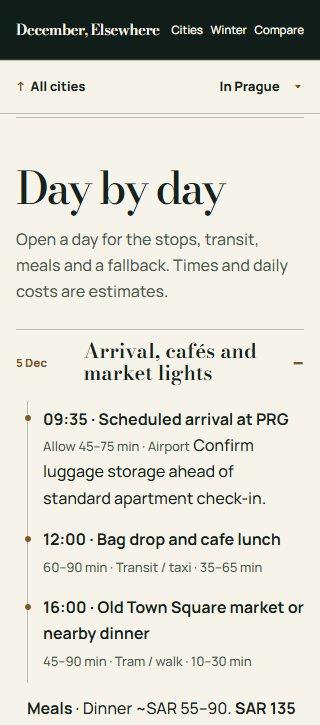 December, Elsewhere Cities Winter Compare
↑ All cities In Prague
Day by day
Open a day for the stops, transit,
meals and a fallback. Times and daily
costs are estimates.
5 Dec Arrival, cafés and
market lights
09:35 · Scheduled arrival at PRG
Allow 45–75 min · Airport Confirm
luggage storage ahead of
standard apartment check-in.
12:00 · Bag drop and cafe lunch
60–90 min · Transit / taxi · 35–65 min
16:00 · Old Town Square market or
nearby dinner
45–90 min · Tram / walk · 10–30 min
Meals · Dinner ~SAR 55–90. SAR 135